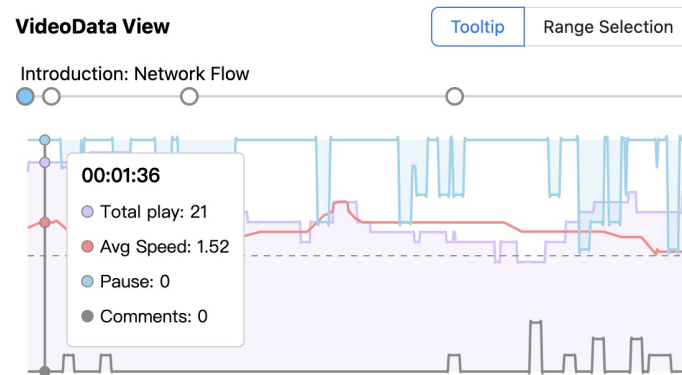 VideoData View
Tooltip
Range Selection
Introduction: Network Flow
00:01:36
Total play: 21
Avg Speed: 1.52
Pause: 0
Comments: 0